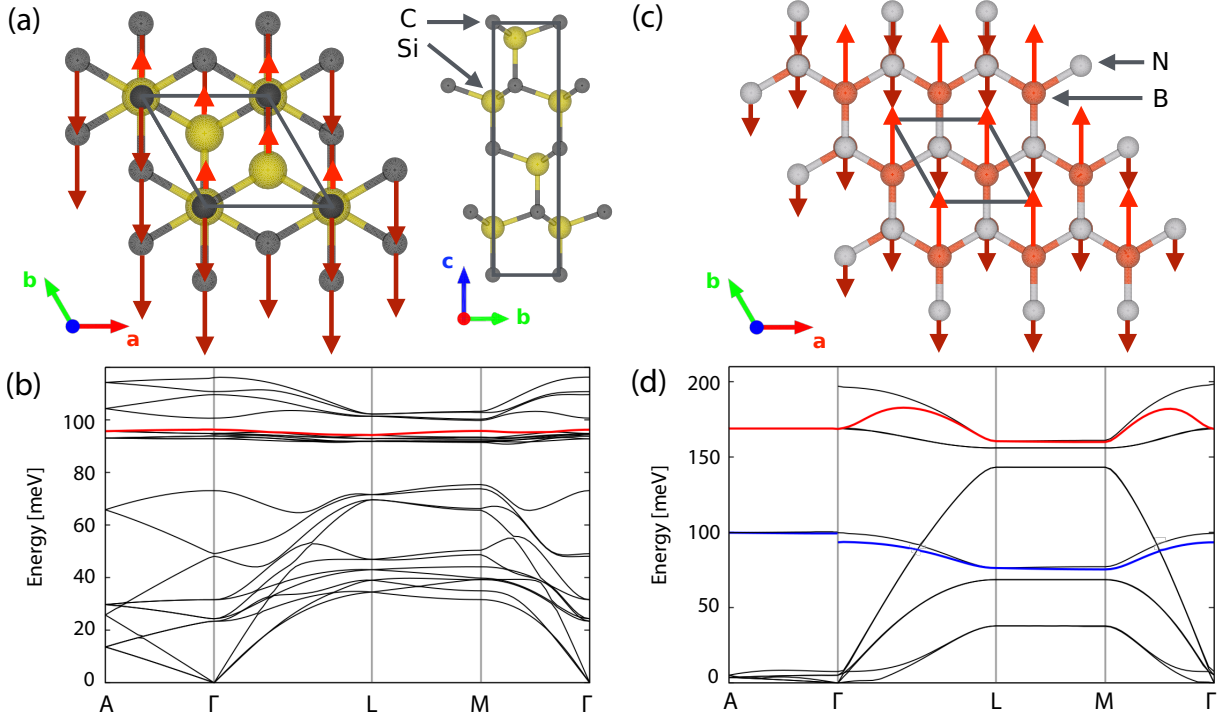 (a)
C
Si
b
a
c
b
(c)
N
B
b
a
(b)
Energy [meV]
100
80
60
40
20
0
A Γ L M Γ
(d)
Energy [meV]
200
150
100
50
0
A Γ L M Γ